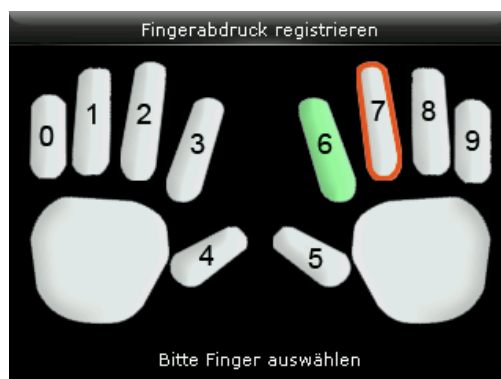 Fingerabdruck registrieren
0 1 2 3 6 7 8 9
4 5
Bitte Finger auswählen